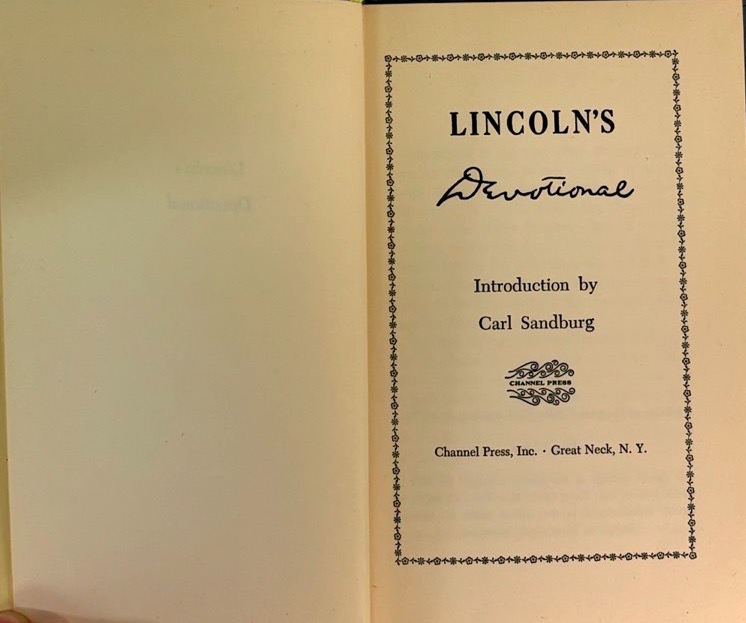 LINCOLN'S
Devotional
Introduction by
Carl Sandburg
CHANNEL PRESS
Channel Press, Inc. · Great Neck, N. Y.